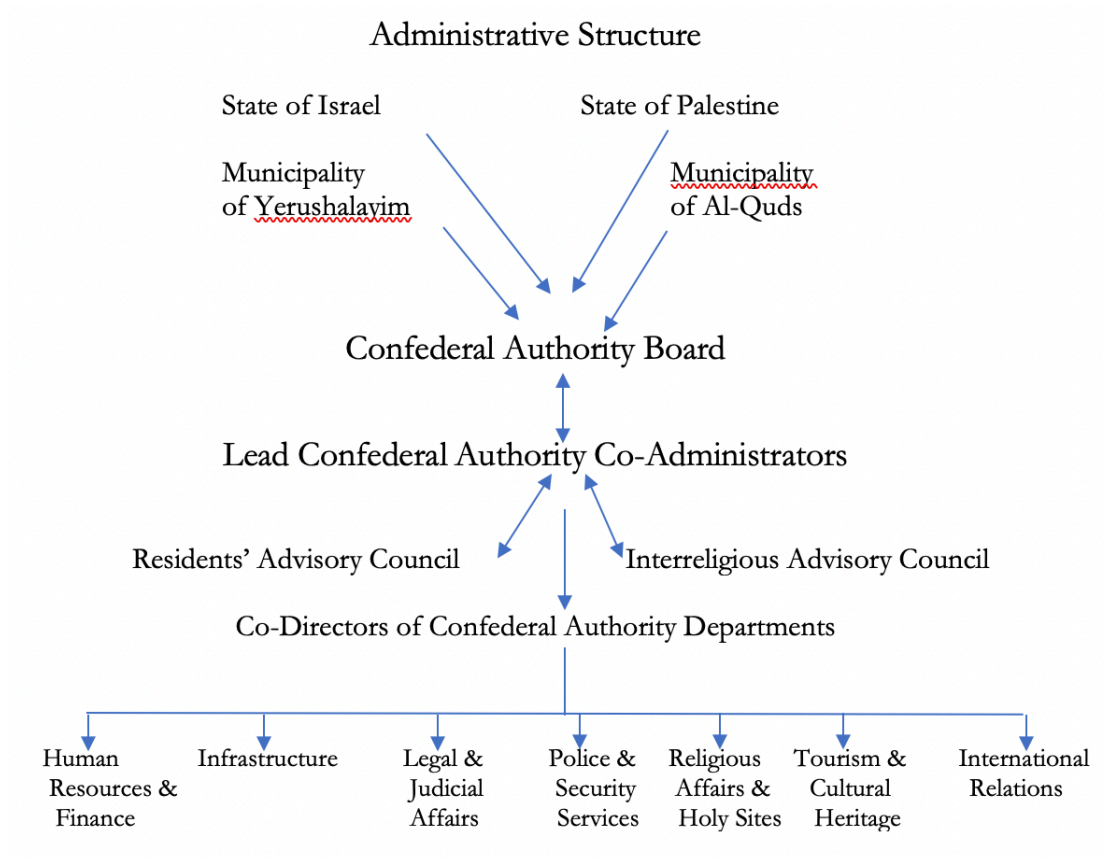 Administrative Structure
State of Israel
State of Palestine
Municipality
of Yerushalayim
Municipality
of Al-Quds
Confederal Authority Board
Lead Confederal Authority Co-Administrators
Residents’ Advisory Council
Interreligious Advisory Council
Co-Directors of Confederal Authority Departments
Human
Resources &
Finance
Infrastructure
Legal &
Judicial
Affairs
Police &
Security
Services
Religious
Affairs &
Holy Sites
Tourism &
Cultural
Heritage
International
Relations